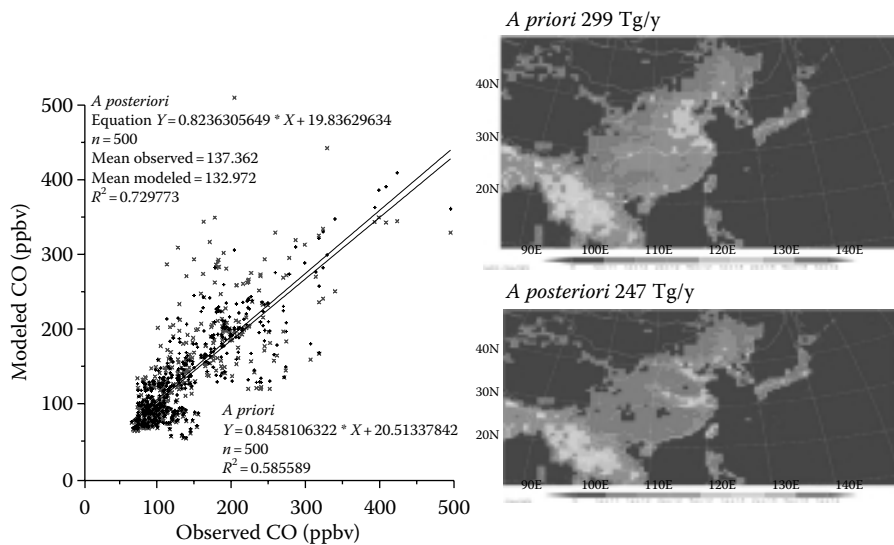 A priori 299 Tg/y
A posteriori
Equation Y = 0.8236305649 * X + 19.83629634
n = 500
Mean observed = 137.362
Mean modeled = 132.972
R² = 0.729773
A priori
Y = 0.8458106322 * X + 20.51337842
n = 500
R² = 0.585589
500
400
300
200
100
0
0
100
200
300
400
500
Modeled CO (ppbv)
Observed CO (ppbv)
40N
30N
20N
90E
100E
110E
120E
130E
140E
A posteriori 247 Tg/y
40N
30N
20N
90E
100E
110E
120E
130E
140E